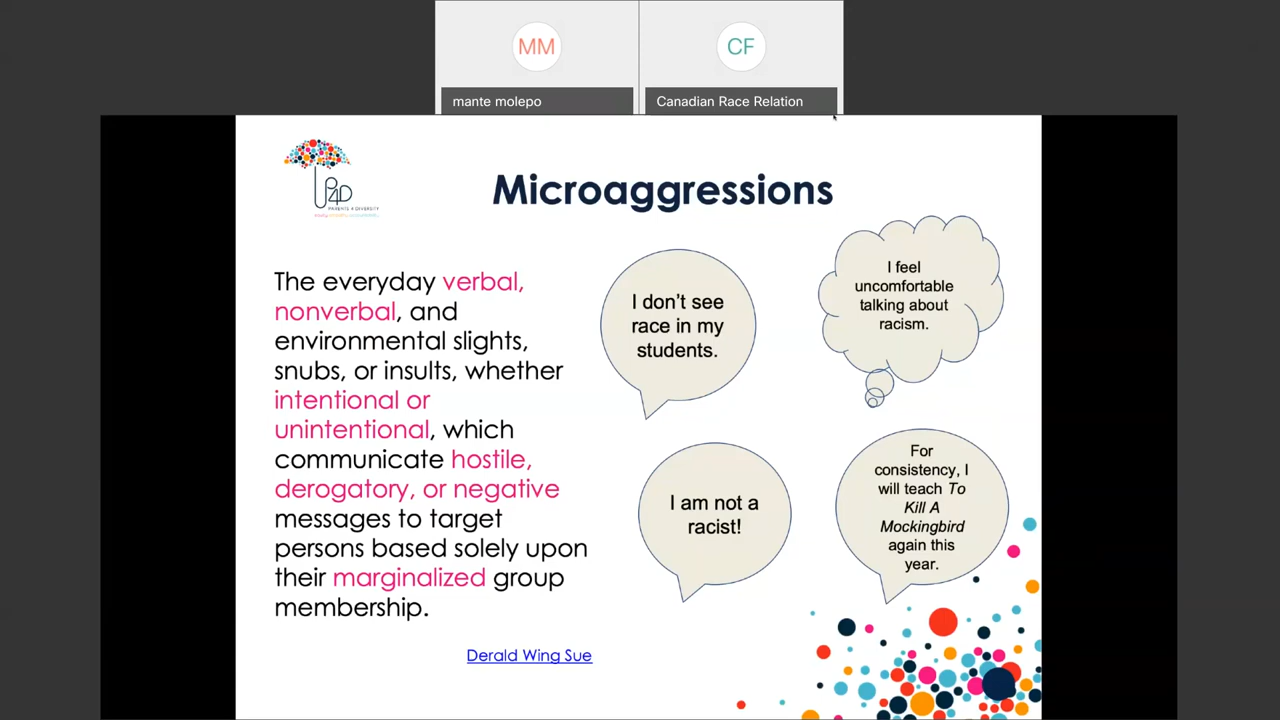 MM
CF
mante molepo
Canadian Race Relation
P4D
PARENTS 4 DIVERSITY
Microaggressions
The everyday verbal,
nonverbal, and
environmental slights,
snubs, or insults, whether
intentional or
unintentional, which
communicate hostile,
derogatory, or negative
messages to target
persons based solely upon
their marginalized group
membership.
Derald Wing Sue
I don’t see
race in my
students.
I feel
uncomfortable
talking about
racism.
I am not a
racist!
For
consistency, I
will teach To
Kill A
Mockingbird
again this
year.